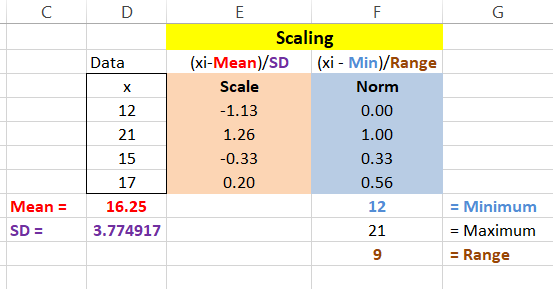 C D E F G
Scaling
Data (xi-Mean)/SD (xi - Min)/Range
x Scale Norm
12 -1.13 0.00
21 1.26 1.00
15 -0.33 0.33
17 0.20 0.56
Mean = 16.25 12 = Minimum
SD = 3.774917 21 = Maximum
9 = Range